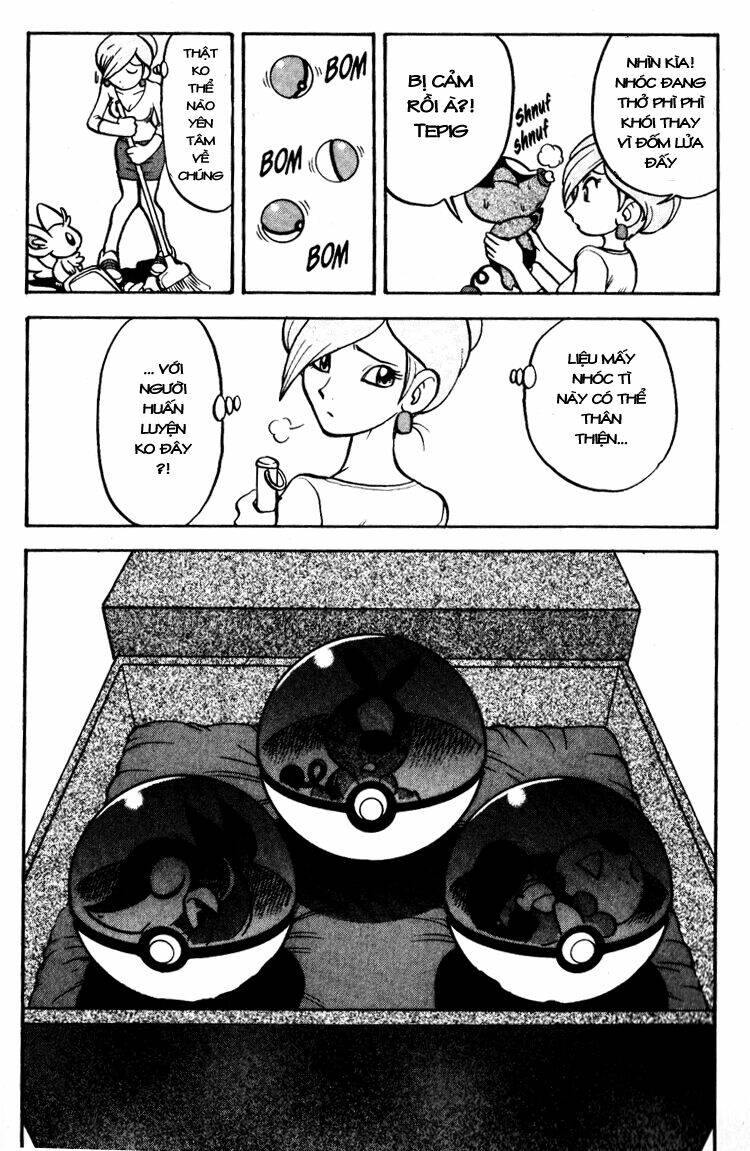 NHÌN KÌA!
NHÓC ĐANG
THỞ PHÌ PHÌ
KHÓI THAY
VÌ ĐỐM LỬA
ĐẤY
Shnuf
shnuf
BỊ CẢM
RỒI À?!
TEPIG
BOM
BOM
BOM
THẬT
KO
THỂ
NÀO
YÊN
TÂM
VỀ
CHÚNG
LIỆU MẤY
NHÓC TÌ
NÀY CÓ THỂ
THÂN
THIỆN...
... VỚI
NGƯỜI
HUẤN
LUYỆN
KO ĐÂY
?!